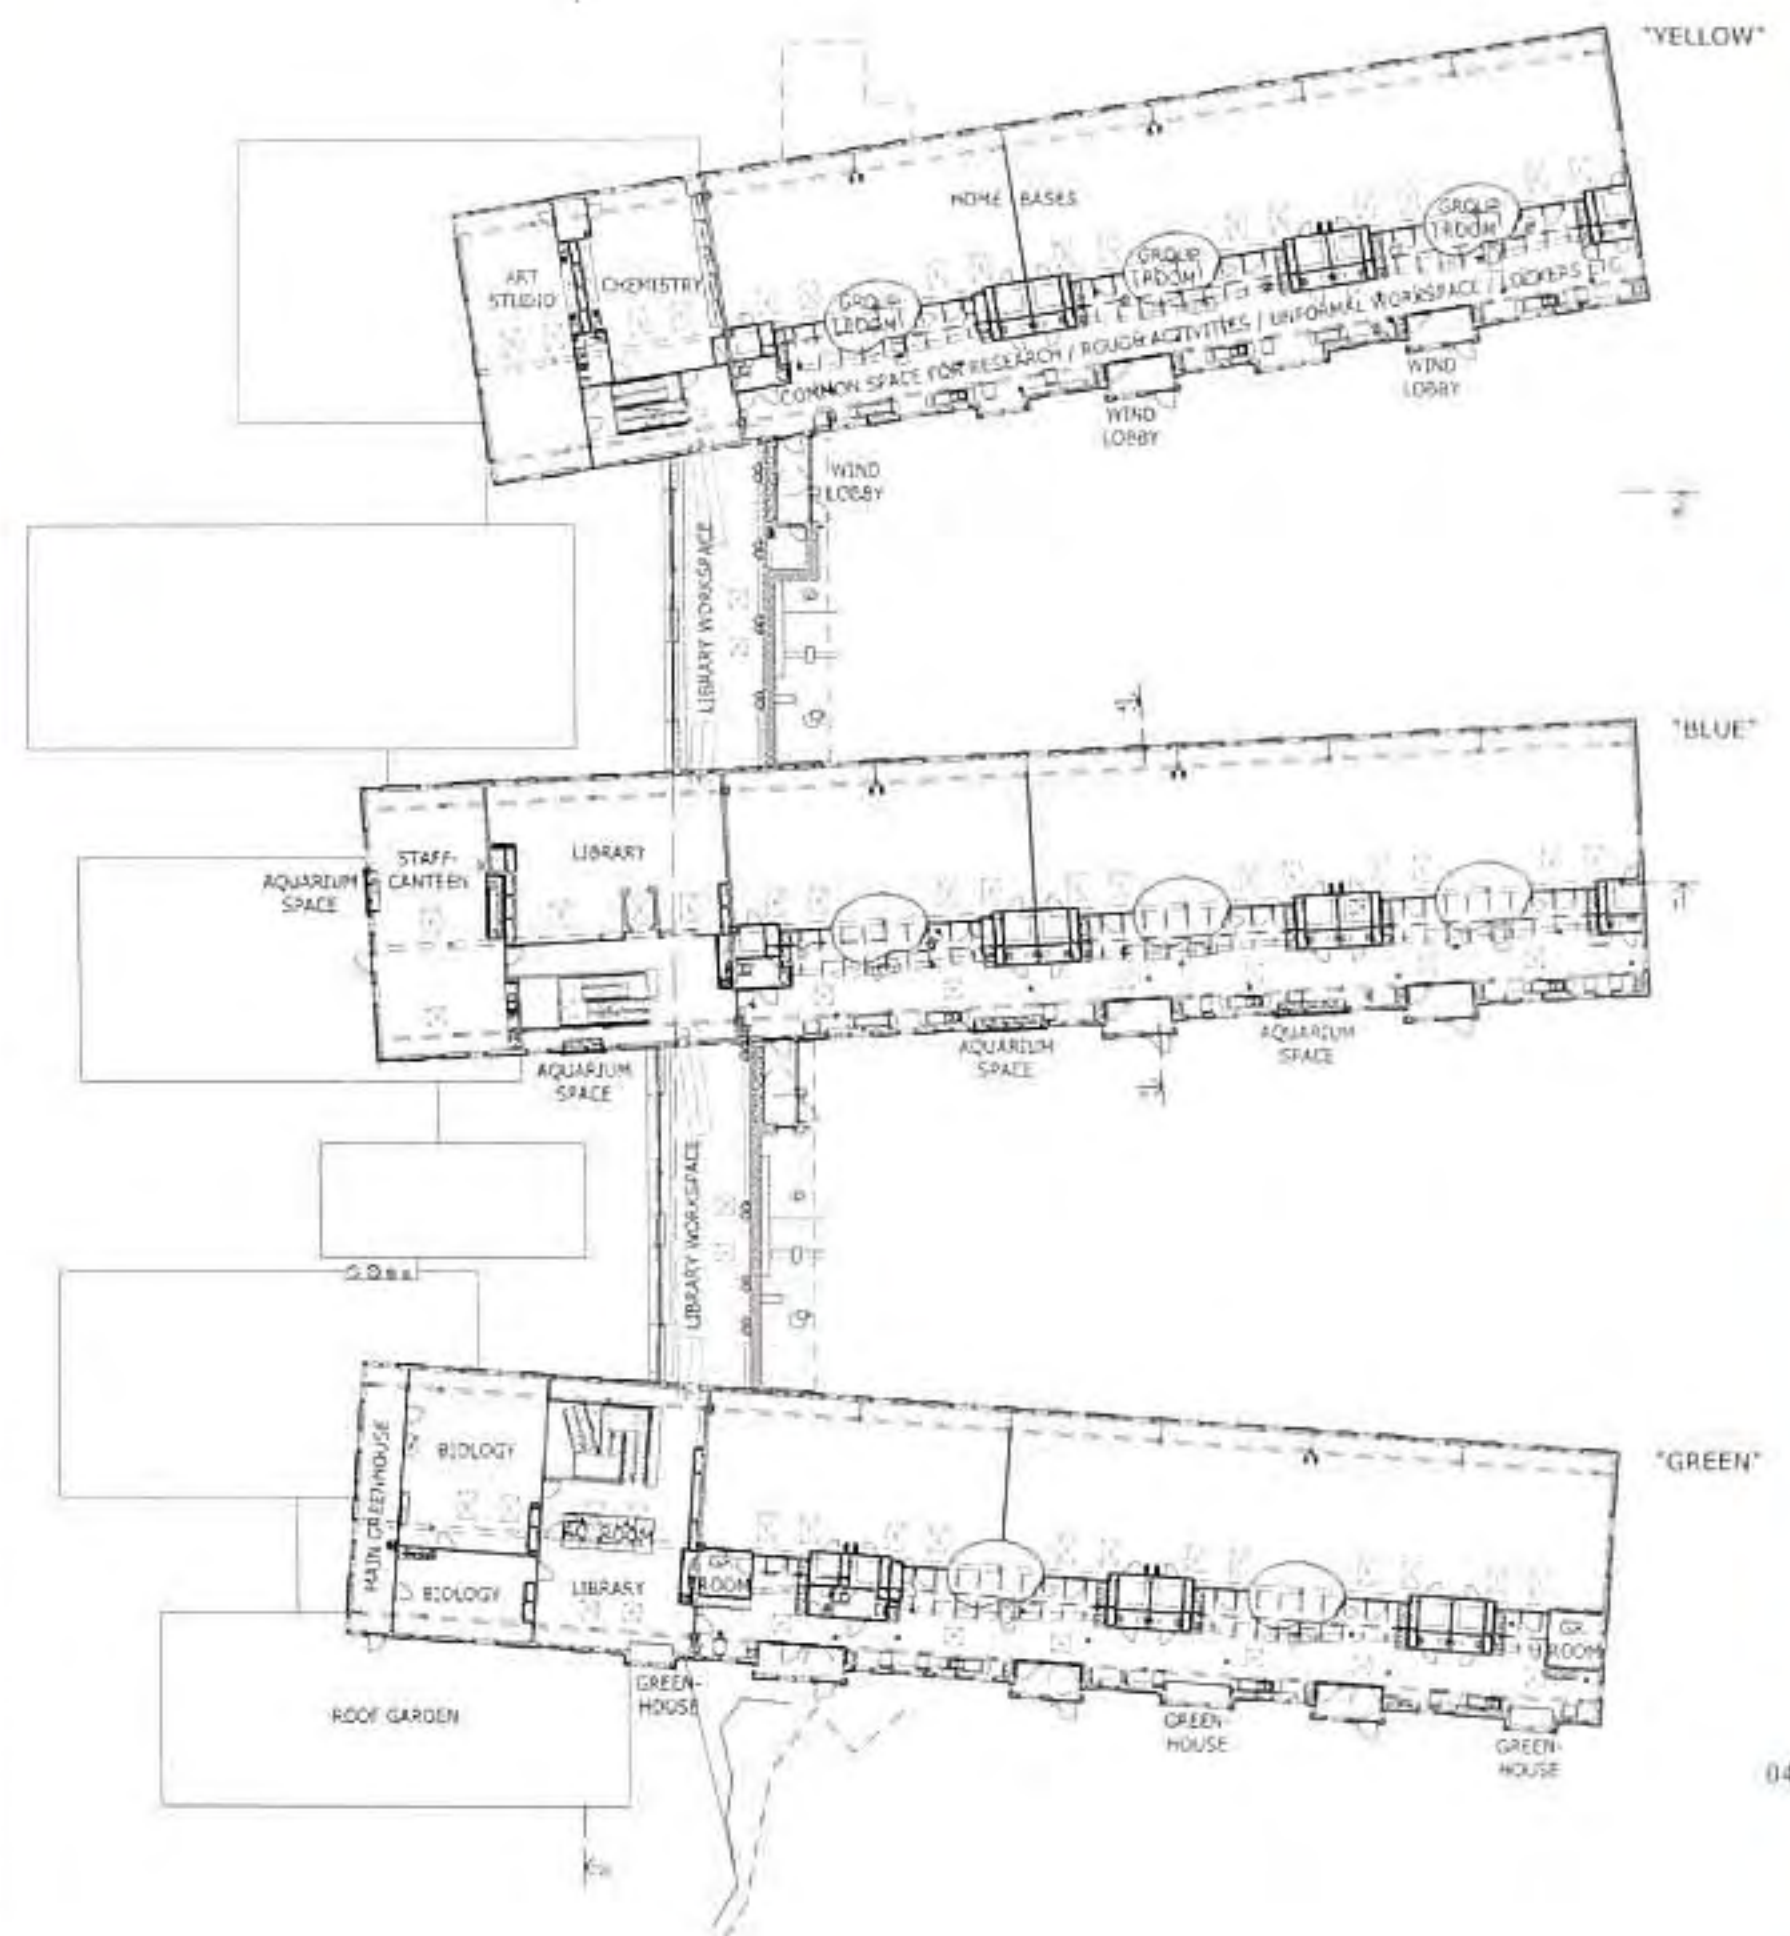 "YELLOW"
HOME BASES
GROUP
ROOM
GROUP
ROOM
GROUP
ROOM
ART
STUDIO
CHEMISTRY
COMMON SPACE FOR RESEARCH / ROUGH ACTIVITIES / UNFORMAL WORKSPACE / LOCKERS ETC.
WIND
LOBBY
WIND
LOBBY
WIND
LOBBY
LIBRARY WORKSPACE
"BLUE"
STAFF-
CANTEEN
LIBRARY
AQUARIUM
SPACE
AQUARIUM
SPACE
AQUARIUM
SPACE
AQUARIUM
SPACE
LIBRARY WORKSPACE
"GREEN"
MAIN GREENHOUSE
BIOLOGY
BIOLOGY
LIBRARY
GR.
ROOM
GR.
ROOM
ROOF GARDEN
GREEN-
HOUSE
GREEN-
HOUSE
GREEN-
HOUSE
04